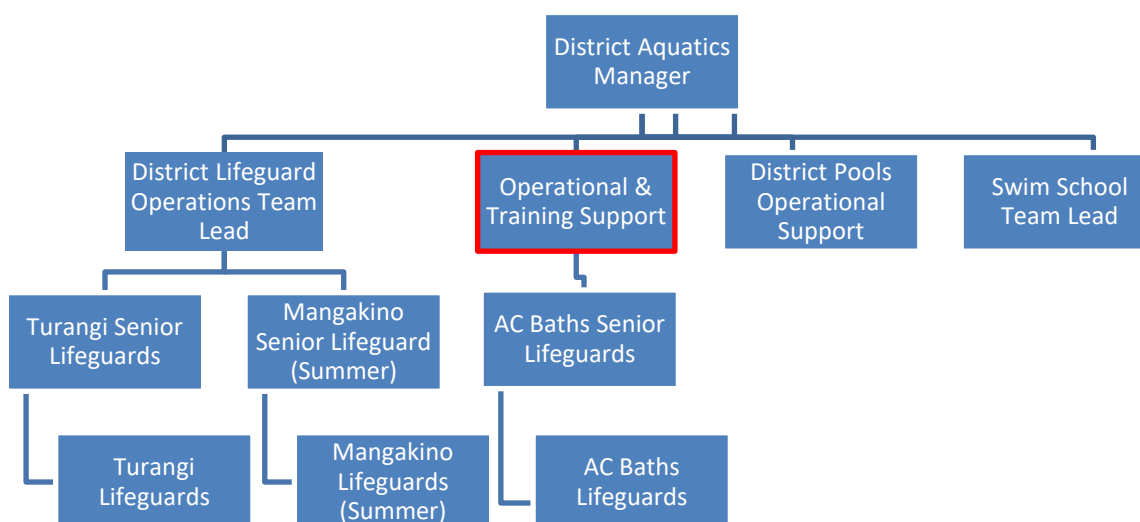 District Aquatics
Manager
District Lifeguard
Operations Team
Lead
Operational &
Training Support
District Pools
Operational
Support
Swim School
Team Lead
Turangi Senior
Lifeguards
Mangakino
Senior Lifeguard
(Summer)
AC Baths Senior
Lifeguards
Turangi
Lifeguards
Mangakino
Lifeguards
(Summer)
AC Baths
Lifeguards